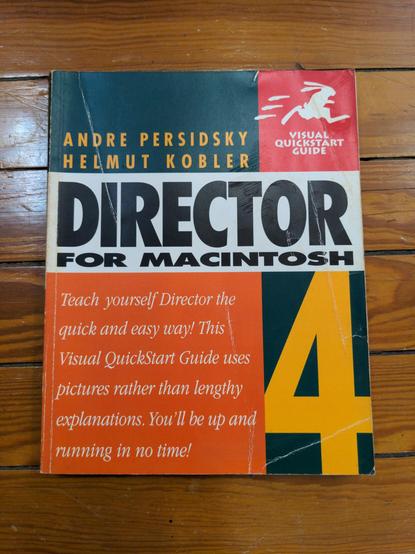 VISUAL
QUICKSTART
GUIDE
ANDRE PERSIDSKY
HELMUT KOBLER
DIRECTOR
FOR MACINTOSH
4
Teach yourself Director the
quick and easy way! This
Visual QuickStart Guide uses
pictures rather than lengthy
explanations. You'll be up and
running in no time!